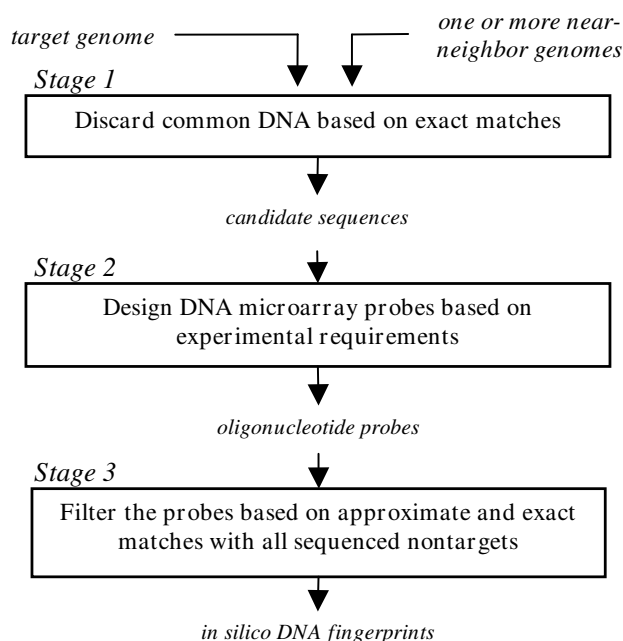 target genome
one or more near-
neighbor genomes
Stage 1
Discard common DNA based on exact matches
candidate sequences
Stage 2
Design DNA microarray probes based on
experimental requirements
oligonucleotide probes
Stage 3
Filter the probes based on approximate and exact
matches with all sequenced nontargets
in silico DNA fingerprints